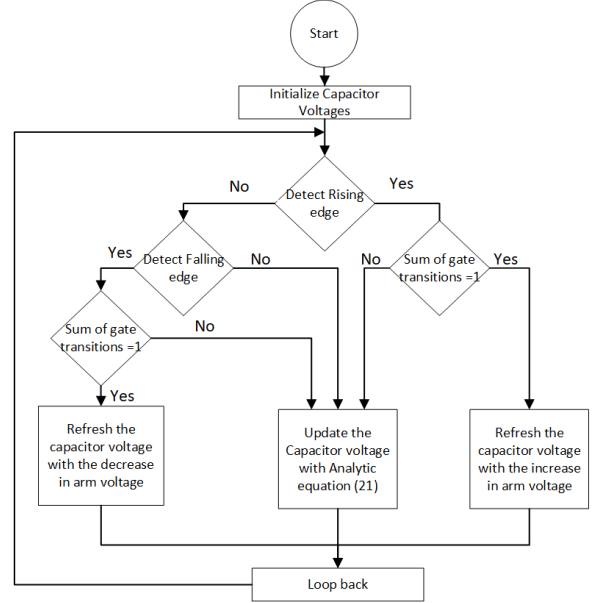 Start
Initialize Capacitor
Voltages
No
Detect Rising
edge
Yes
Yes
Detect Falling
edge
No
No
Sum of gate
transitions =1
Yes
Sum of gate
transitions =1
No
Yes
Refresh the
capacitor voltage
with the decrease
in arm voltage
Update the
Capacitor voltage
with Analytic
equation (21)
Refresh the
capacitor voltage
with the increase
in arm voltage
Loop back